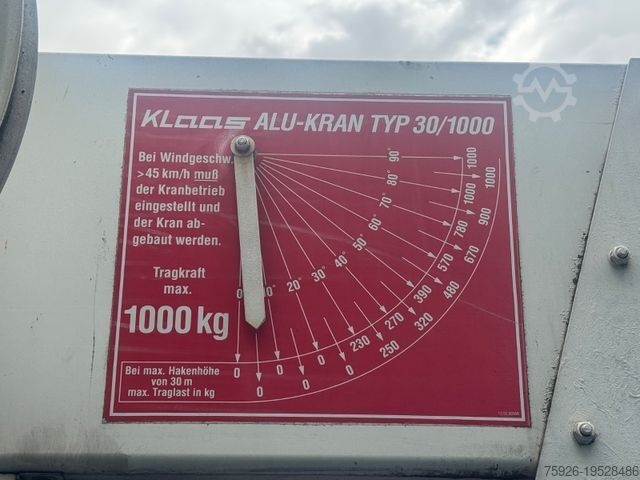 KLaas ALU-KRAN TYP 30/1000
Bei Windgeschw.
>45 km/h muß
der Kranbetrieb
eingestellt und
der Kran ab-
gebaut werden.
Tragkraft
max.
1000 kg
Bei max. Hakenhöhe
von 30 m
max. Traglast in kg
90°
80°
70°
60°
50°
40°
30°
20°
0°
0
1000
1000
1000
900
780
670
570
480
390
320
270
250
230
0
0
0
0
0
0
0
75926-19528486